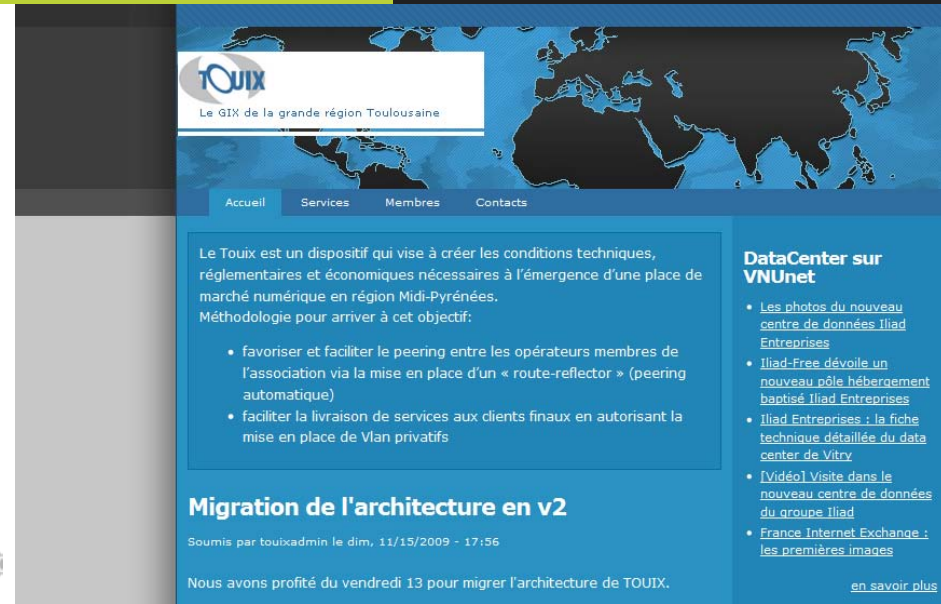 TOUIX
Le GIX de la grande région Toulousaine
Accueil Services Membres Contacts
Le Touix est un dispositif qui vise à créer les conditions techniques,
réglementaires et économiques nécessaires à l'émergence d'une place de
marché numérique en région Midi-Pyrénées.
Méthodologie pour arriver à cet objectif:
• favoriser et faciliter le peering entre les opérateurs membres de
l'association via la mise en place d'un « route-reflector » (peering
automatique)
• faciliter la livraison de services aux clients finaux en autorisant la
mise en place de Vlan privatifs
Migration de l'architecture en v2
Soumis par touixadmin le dim, 11/15/2009 - 17:56
Nous avons profité du vendredi 13 pour migrer l'architecture de TOUIX.
DataCenter sur
VNUnet
• Les photos du nouveau
centre de données Iliad
Entreprises
• Iliad-Free dévoile un
nouveau pôle hébergement
baptisé Iliad Entreprises
• Iliad Entreprises : la fiche
technique détaillée du data
center de Vitry
• [Vidéo] Visite dans le
nouveau centre de données
du groupe Iliad
• France Internet Exchange :
les premières images
en savoir plus